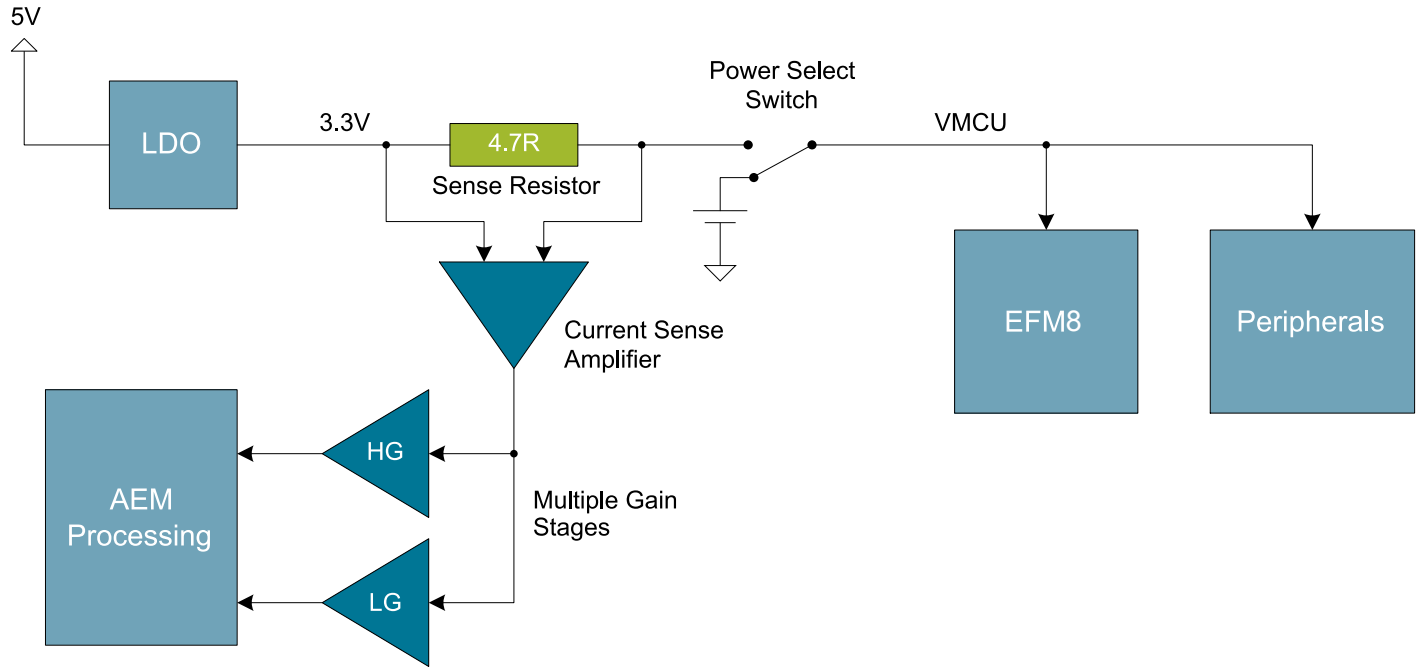 5V
LDO
3.3V
4.7R
Sense Resistor
Power Select
Switch
VMCU
EFM8
Peripherals
Current Sense
Amplifier
HG
AEM
Processing
Multiple Gain
Stages
LG